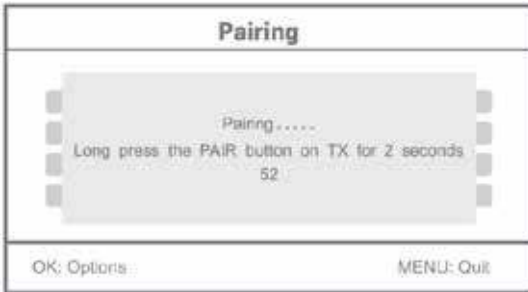 Pairing
Pairing.....
Long press the PAIR button on TX for 2 seconds
52
OK: Options
MENU: Quit